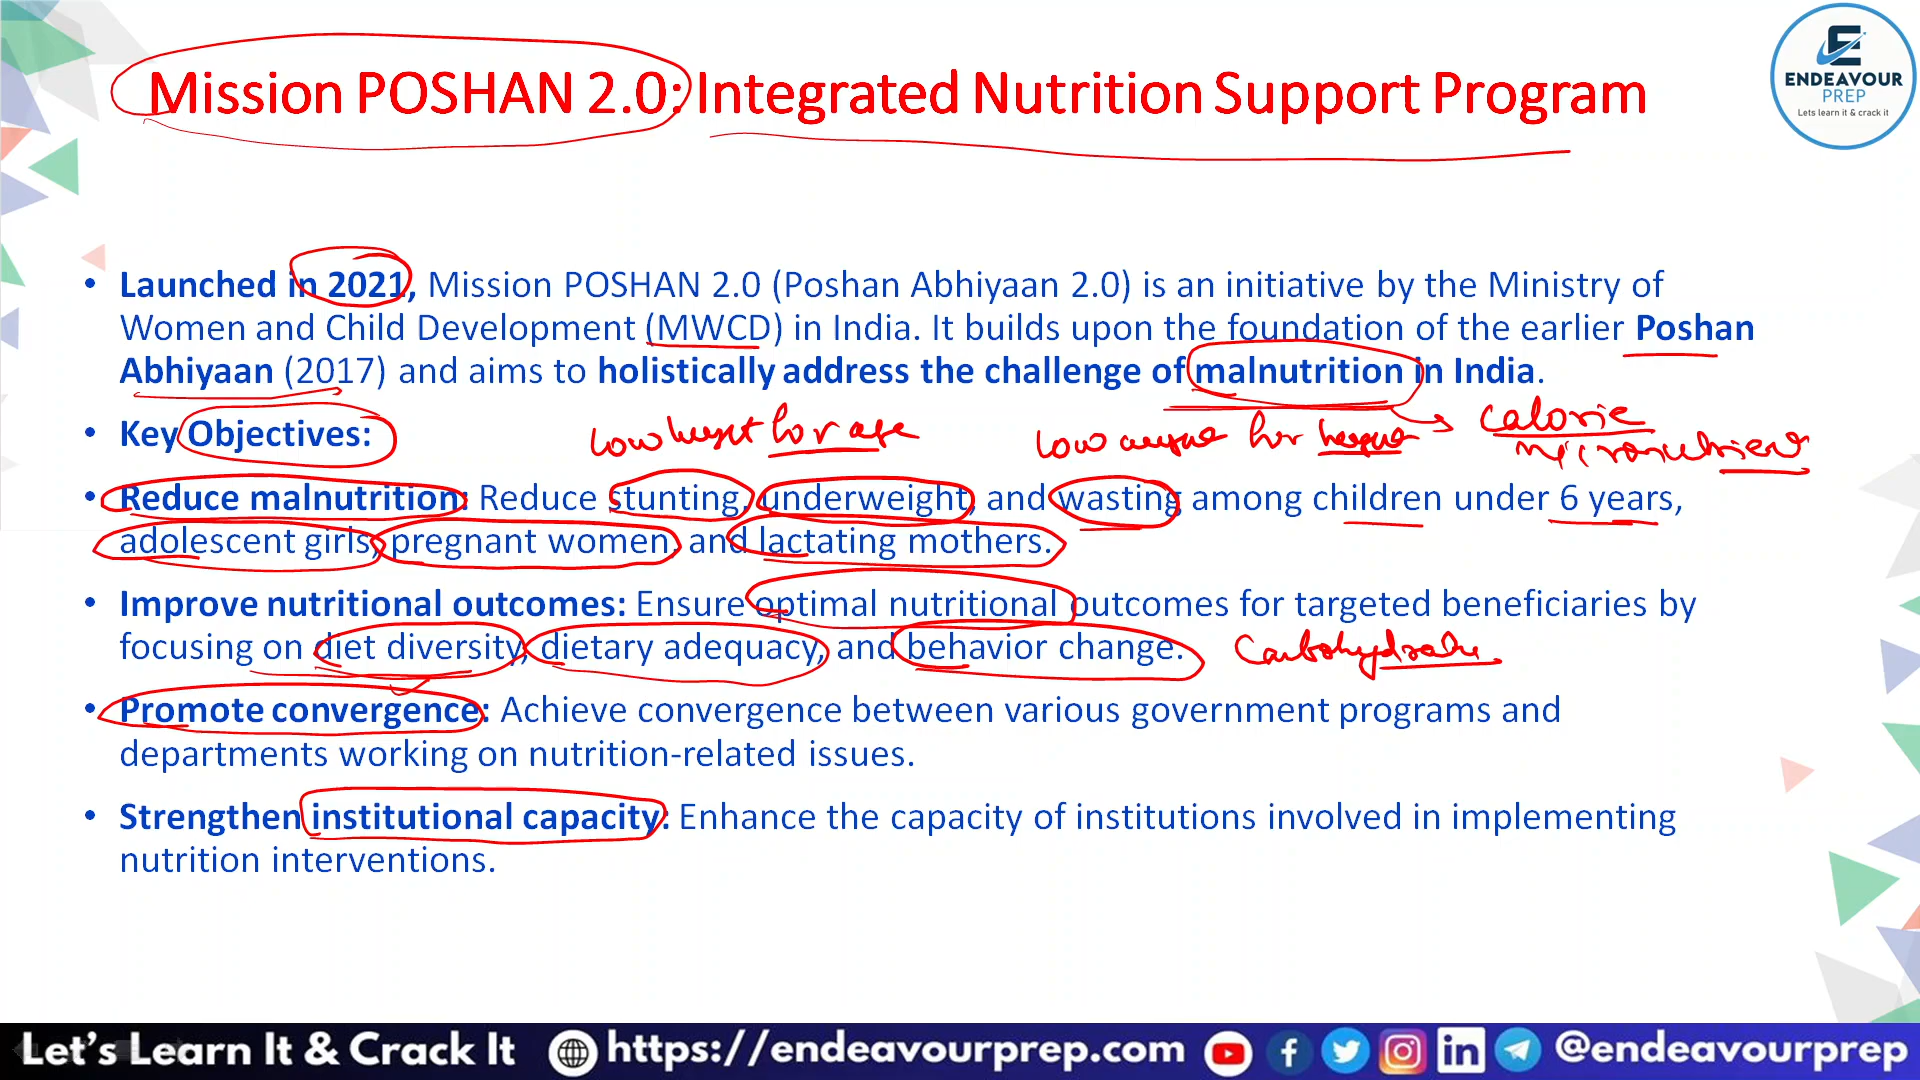 Mission POSHAN 2.0: Integrated Nutrition Support Program
ENDEAVOUR
PREP
Lets learn it & crack it
• Launched in 2021, Mission POSHAN 2.0 (Poshan Abhiyaan 2.0) is an initiative by the Ministry of
Women and Child Development (MWCD) in India. It builds upon the foundation of the earlier Poshan
Abhiyaan (2017) and aims to holistically address the challenge of malnutrition in India.
• Key Objectives:
low height for age
low weight for height
calorie
micronutrient
• Reduce malnutrition: Reduce stunting, underweight, and wasting among children under 6 years,
adolescent girls, pregnant women, and lactating mothers.
• Improve nutritional outcomes: Ensure optimal nutritional outcomes for targeted beneficiaries by
focusing on diet diversity, dietary adequacy, and behavior change.
Carbohydrate
• Promote convergence: Achieve convergence between various government programs and
departments working on nutrition-related issues.
• Strengthen institutional capacity: Enhance the capacity of institutions involved in implementing
nutrition interventions.
Let's Learn It & Crack It https://endeavourprep.com @endeavourprep